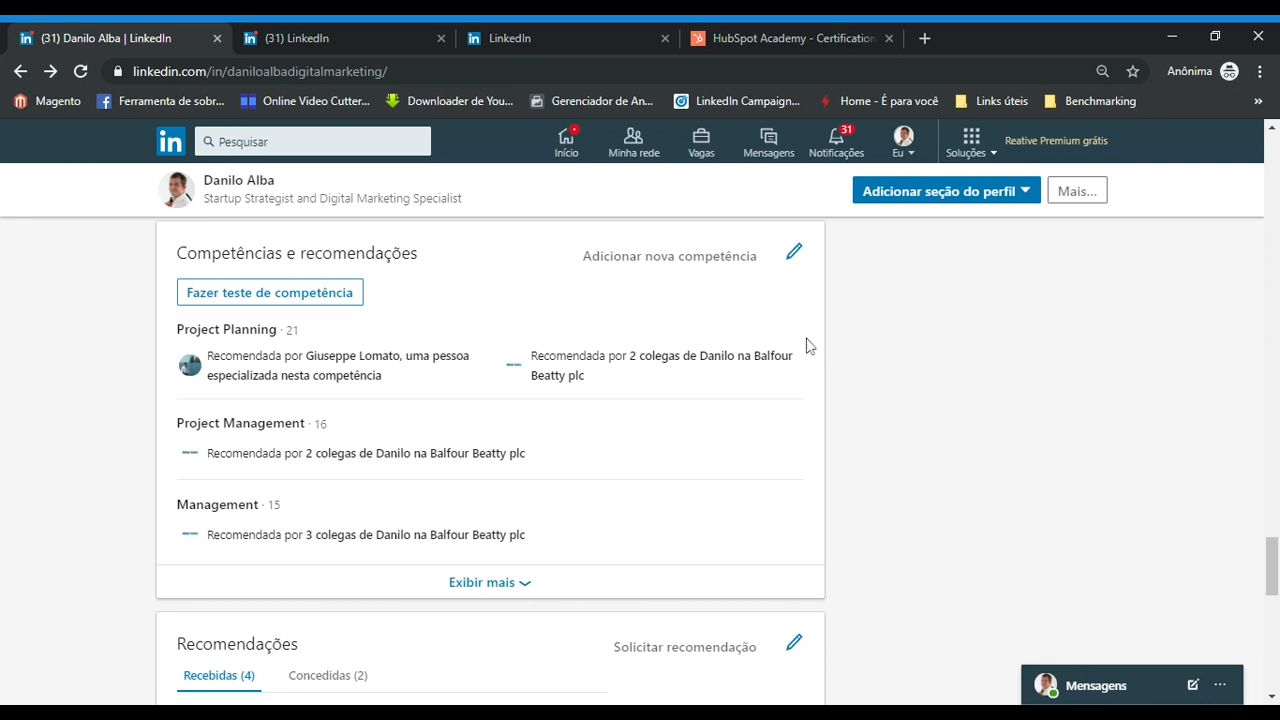 (31) Danilo Alba | LinkedIn
(31) LinkedIn
LinkedIn
HubSpot Academy - Certification
linkedin.com/in/daniloalbadigitalmarketing/
Anônima
Magento
Ferramenta de sobr...
Online Video Cutter...
Downloader de You...
Gerenciador de An...
LinkedIn Campaign...
Home - É para você
Links úteis
Benchmarking
»
in
Pesquisar
Início
Minha rede
Vagas
Mensagens
31
Notificações
Eu
Soluções
Reative Premium grátis
Danilo Alba
Startup Strategist and Digital Marketing Specialist
Adicionar seção do perfil
Mais...
Competências e recomendações
Adicionar nova competência
Fazer teste de competência
Project Planning · 21
Recomendada por Giuseppe Lomato, uma pessoa
especializada nesta competência
Recomendada por 2 colegas de Danilo na Balfour
Beatty plc
Project Management · 16
Recomendada por 2 colegas de Danilo na Balfour Beatty plc
Management · 15
Recomendada por 3 colegas de Danilo na Balfour Beatty plc
Exibir mais
Recomendações
Solicitar recomendação
Recebidas (4)
Concedidas (2)
Mensagens